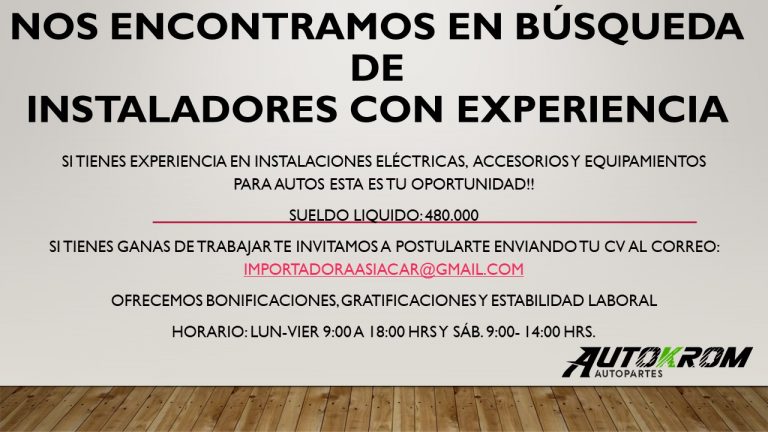 NOS ENCONTRAMOS EN BÚSQUEDA
DE
INSTALADORES CON EXPERIENCIA
SI TIENES EXPERIENCIA EN INSTALACIONES ELÉCTRICAS, ACCESORIOS Y EQUIPAMIENTOS
PARA AUTOS ESTA ES TU OPORTUNIDAD!!
SUELDO LIQUIDO: 480.000
SI TIENES GANAS DE TRABAJAR TE INVITAMOS A POSTULARTE ENVIANDO TU CV AL CORREO:
IMPORTADORAASIACAR@GMAIL.COM
OFRECEMOS BONIFICACIONES, GRATIFICACIONES Y ESTABILIDAD LABORAL
HORARIO: LUN-VIER 9:00 A 18:00 HRS Y SÁB. 9:00- 14:00 HRS.
AUTOKROM
AUTOPARTES